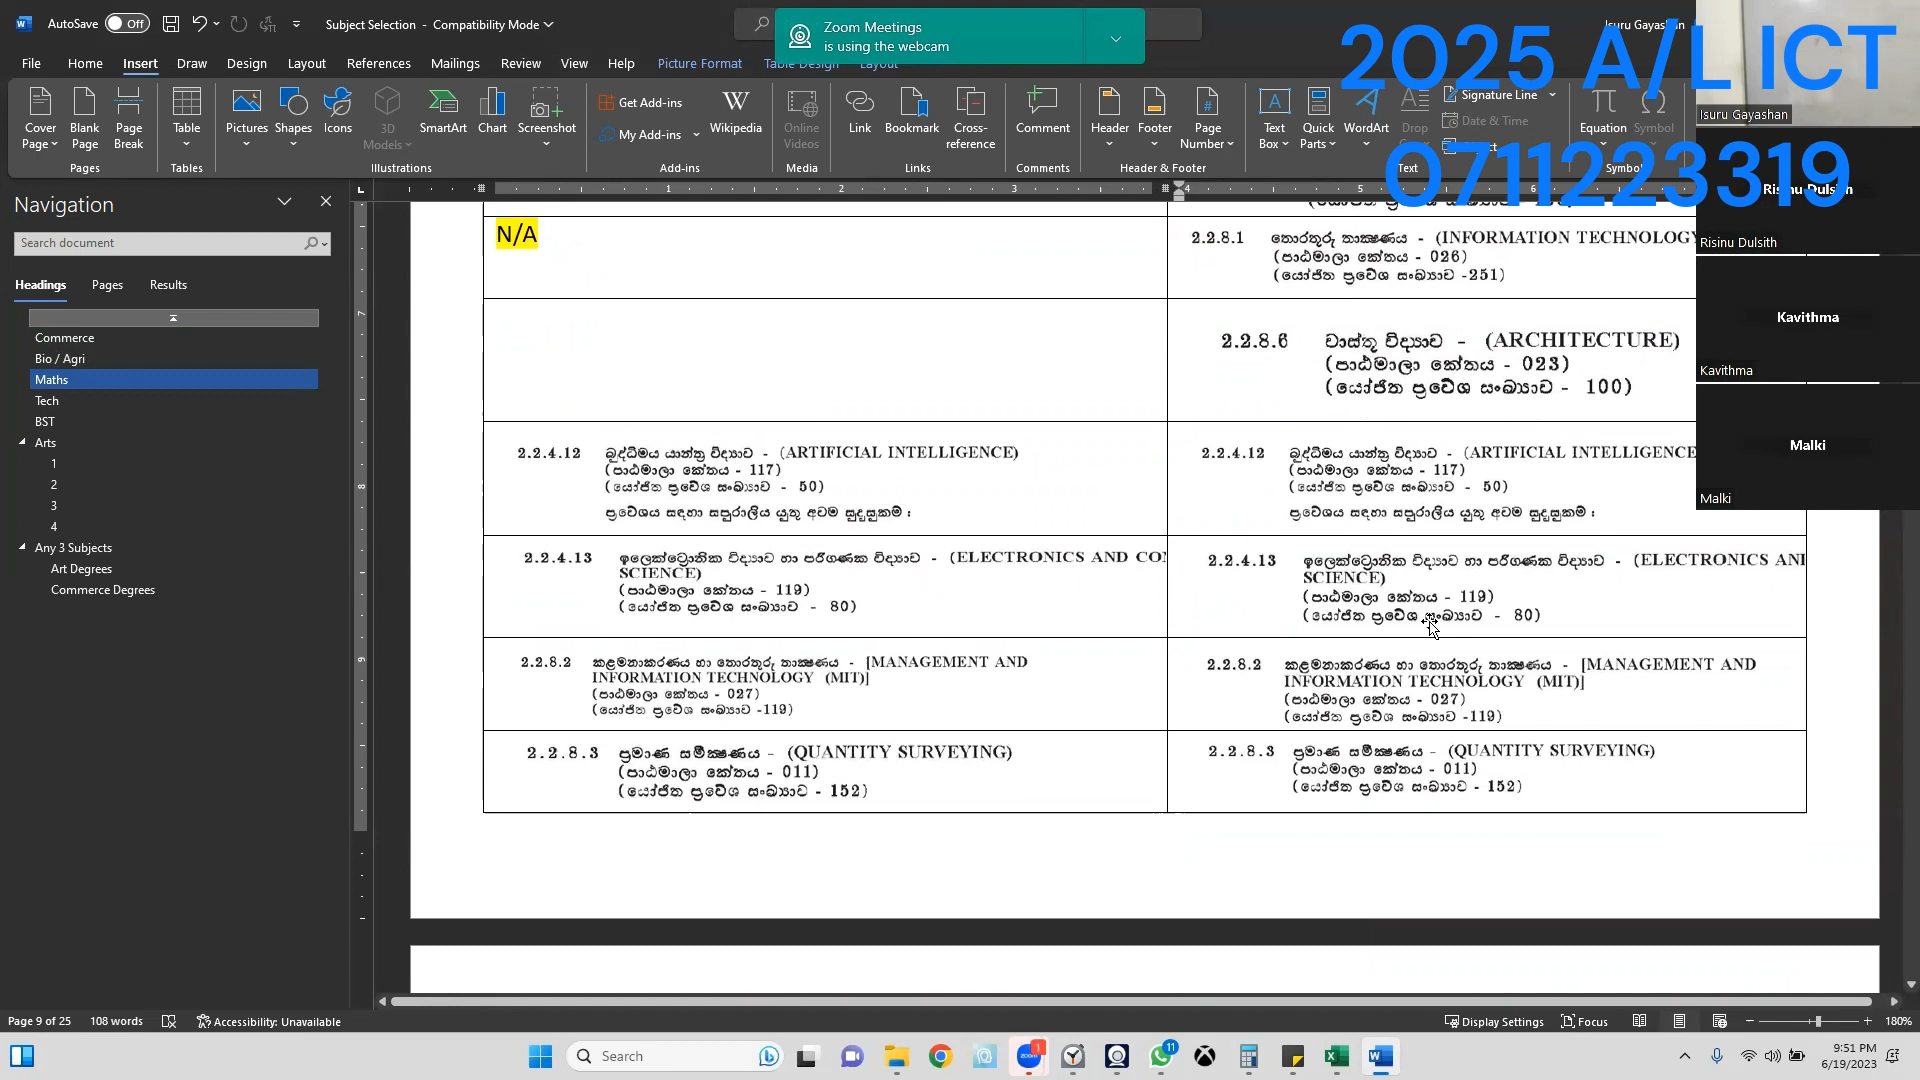 AutoSave Off
Subject Selection - Compatibility Mode
Zoom Meetings
is using the webcam
2025 A/L ICT
0711223319
File Home Insert Draw Design Layout References Mailings Review View Help Picture Format
Cover Page
Blank Page
Page Break
Table
Pictures
Shapes
Icons
3D Models
SmartArt
Chart
Screenshot
Get Add-ins
My Add-ins
Wikipedia
Online Videos
Link
Bookmark
Cross-reference
Comment
Header
Footer
Page Number
Text Box
Quick Parts
WordArt
Drop
Signature Line
Date & Time
Equation
Symbol
Pages
Tables
Illustrations
Add-ins
Media
Links
Comments
Header & Footer
Text
Isuru Gayashan
Risinu Dulsith
Risinu Dulsith
Kavithma
Kavithma
Malki
Malki
Navigation
Search document
Headings Pages Results
Commerce
Bio / Agri
Maths
Tech
BST
Arts
1
2
3
4
Any 3 Subjects
Art Degrees
Commerce Degrees
N/A
2.2.8.1 තොරතුරු තාක්ෂණය - (INFORMATION TECHNOLOGY
(පාඨමාලා කේතය - 026)
(යෝජිත ප්‍රවේශ සංඛ්‍යාව -251)
2.2.8.6 වාස්තු විද්‍යාව - (ARCHITECTURE)
(පාඨමාලා කේතය - 023)
(යෝජිත ප්‍රවේශ සංඛ්‍යාව - 100)
2.2.4.12 බුද්ධිමය යාන්ත්‍ර විද්‍යාව - (ARTIFICIAL INTELLIGENCE)
(පාඨමාලා කේතය - 117)
(යෝජිත ප්‍රවේශ සංඛ්‍යාව - 50)
ප්‍රවේශය සඳහා සපුරාලිය යුතු අවම සුදුසුකම් :
2.2.4.12 බුද්ධිමය යාන්ත්‍ර විද්‍යාව - (ARTIFICIAL INTELLIGENCE
(පාඨමාලා කේතය - 117)
(යෝජිත ප්‍රවේශ සංඛ්‍යාව - 50)
ප්‍රවේශය සඳහා සපුරාලිය යුතු අවම සුදුසුකම් :
2.2.4.13 ඉලෙක්ට්‍රොනික විද්‍යාව හා පරිගණක විද්‍යාව - (ELECTRONICS AND CO
SCIENCE)
(පාඨමාලා කේතය - 119)
(යෝජිත ප්‍රවේශ සංඛ්‍යාව - 80)
2.2.4.13 ඉලෙක්ට්‍රොනික විද්‍යාව හා පරිගණක විද්‍යාව - (ELECTRONICS AN
SCIENCE)
(පාඨමාලා කේතය - 119)
(යෝජිත ප්‍රවේශ සංඛ්‍යාව - 80)
2.2.8.2 කළමනාකරණය හා තොරතුරු තාක්ෂණය - [MANAGEMENT AND
INFORMATION TECHNOLOGY (MIT)]
(පාඨමාලා කේතය - 027)
(යෝජිත ප්‍රවේශ සංඛ්‍යාව -119)
2.2.8.2 කළමනාකරණය හා තොරතුරු තාක්ෂණය - [MANAGEMENT AND
INFORMATION TECHNOLOGY (MIT)]
(පාඨමාලා කේතය - 027)
(යෝජිත ප්‍රවේශ සංඛ්‍යාව -119)
2.2.8.3 ප්‍රමාණ සමීක්ෂණය - (QUANTITY SURVEYING)
(පාඨමාලා කේතය - 011)
(යෝජිත ප්‍රවේශ සංඛ්‍යාව - 152)
2.2.8.3 ප්‍රමාණ සමීක්ෂණය - (QUANTITY SURVEYING)
(පාඨමාලා කේතය - 011)
(යෝජිත ප්‍රවේශ සංඛ්‍යාව - 152)
Page 9 of 25 108 words Accessibility: Unavailable
Display Settings Focus 180%
Search
9:51 PM
6/19/2023